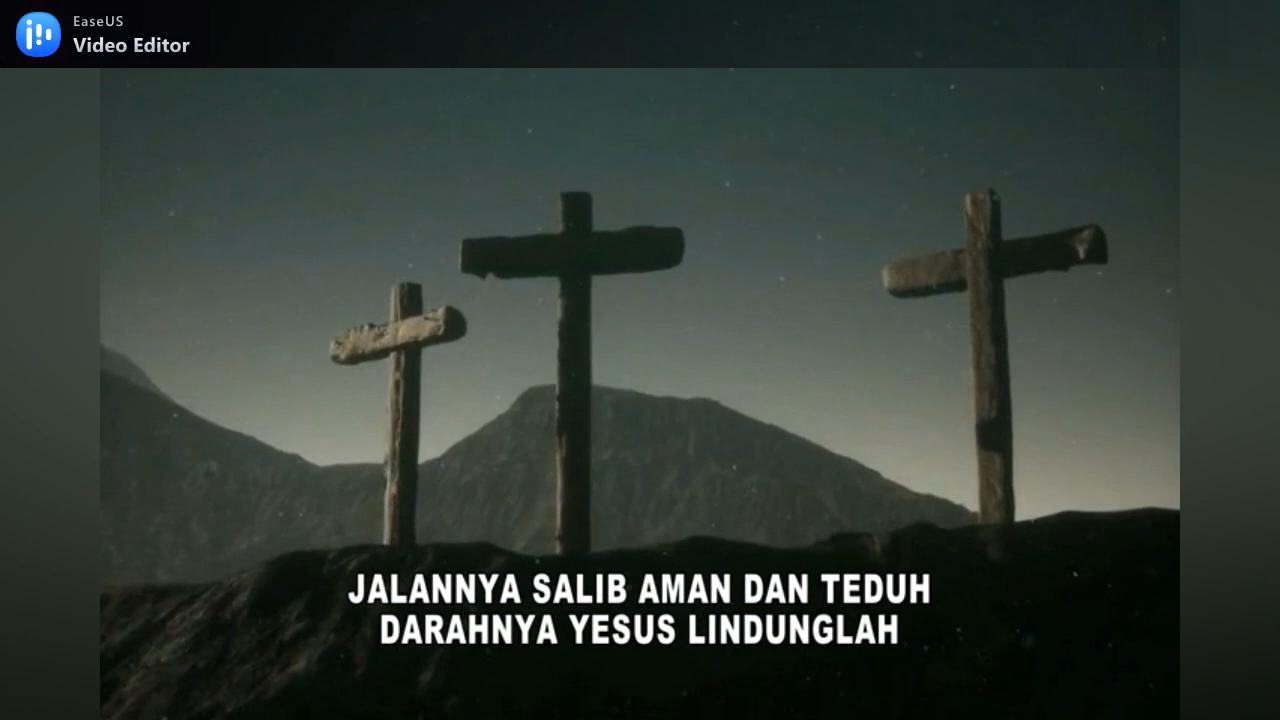 EaseUS
Video Editor
JALANNYA SALIB AMAN DAN TEDUH
DARAHNYA YESUS LINDUNGLAH